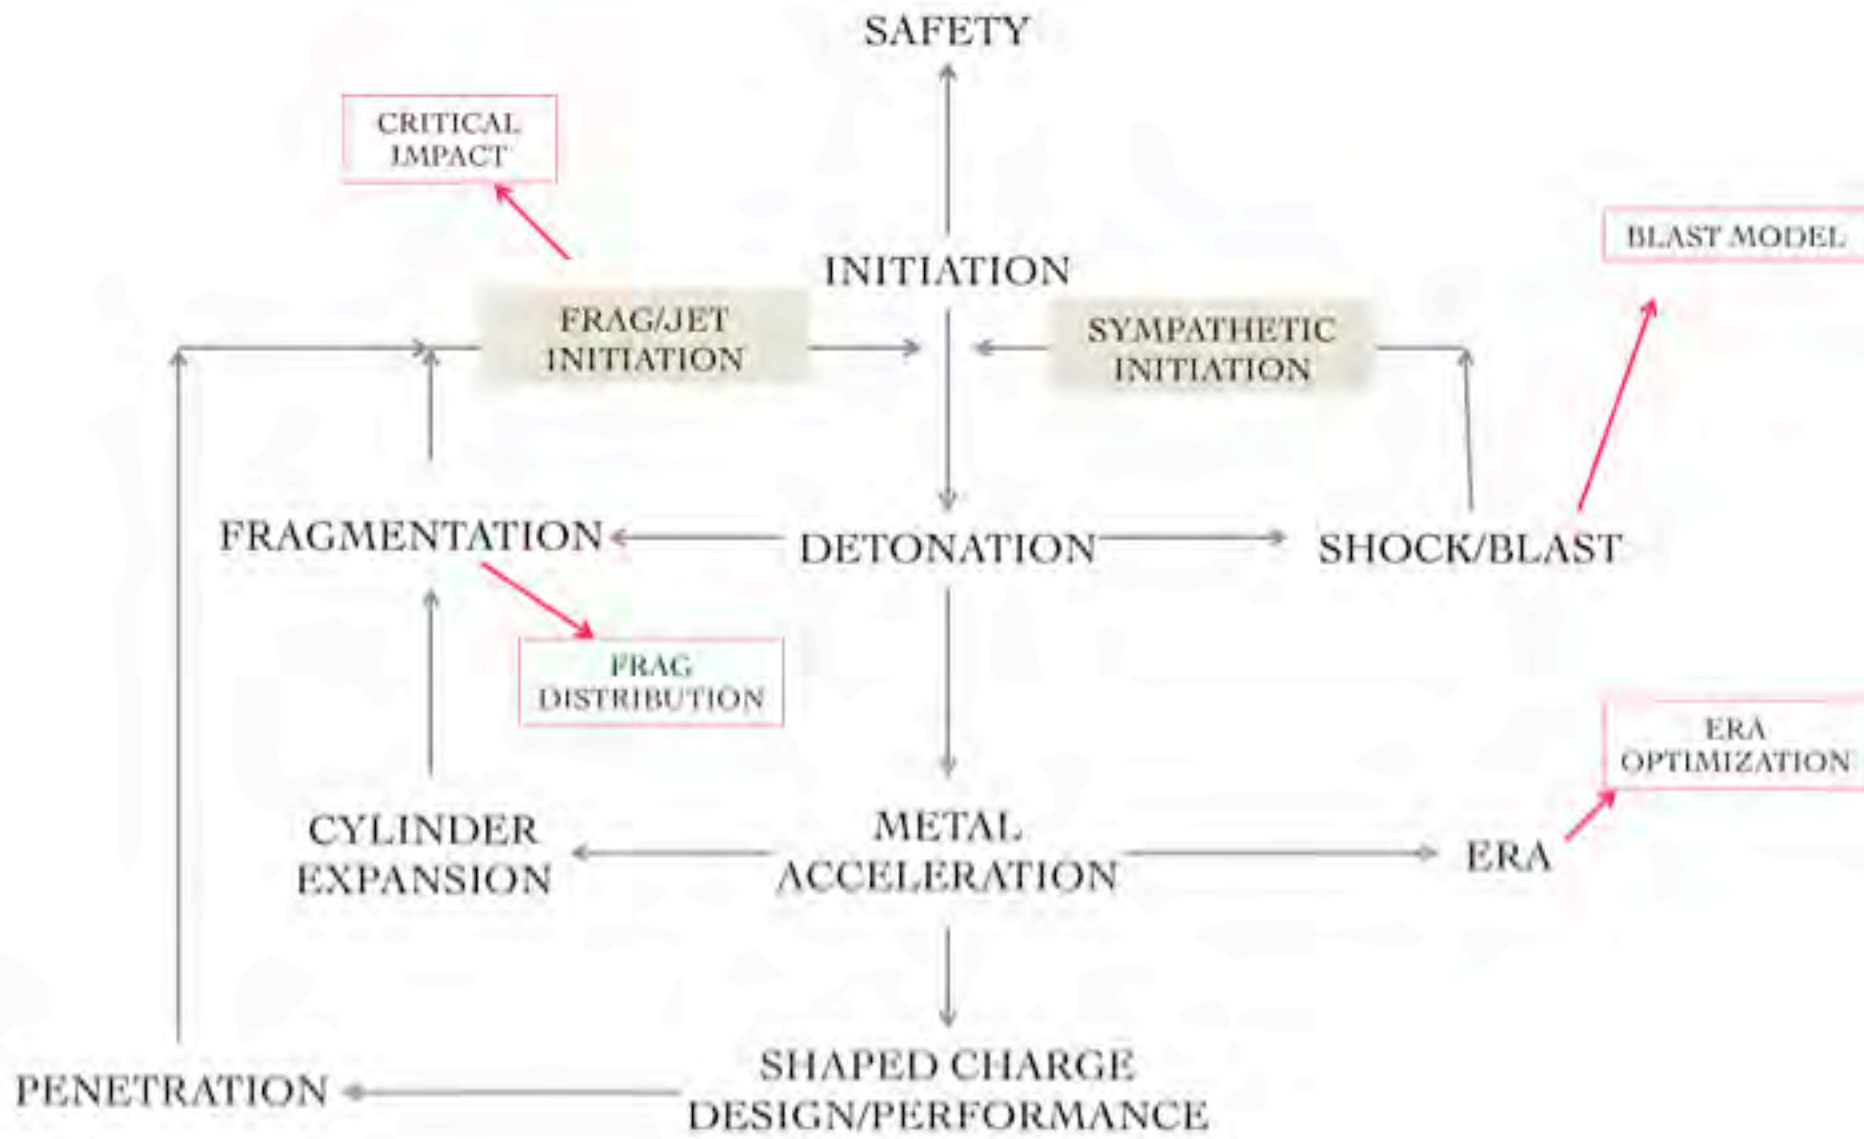 SAFETY
CRITICAL
IMPACT
BLAST MODEL
INITIATION
FRAG/JET
INITIATION
SYMPATHETIC
INITIATION
FRAGMENTATION
DETONATION
SHOCK/BLAST
FRAG
DISTRIBUTION
ERA
OPTIMIZATION
CYLINDER
EXPANSION
METAL
ACCELERATION
ERA
PENETRATION
SHAPED CHARGE
DESIGN/PERFORMANCE